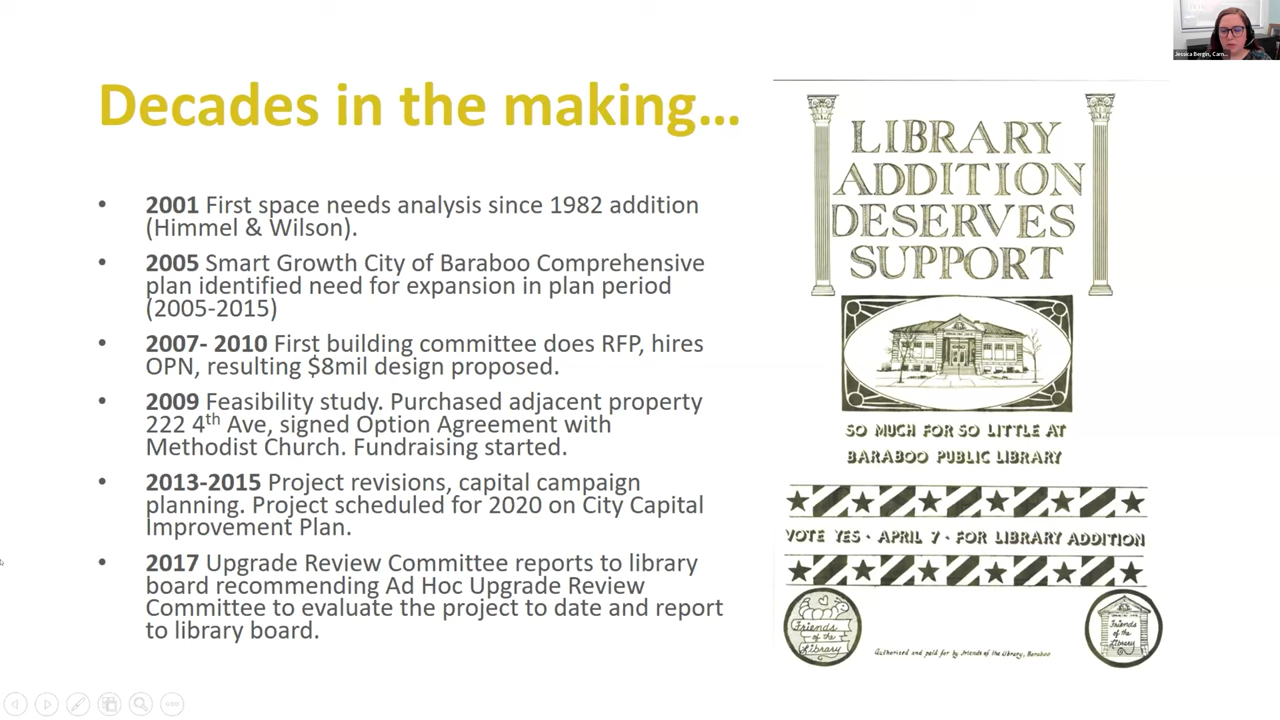 Jessica Bergin, Carn...
Decades in the making...
• 2001 First space needs analysis since 1982 addition
(Himmel & Wilson).
• 2005 Smart Growth City of Baraboo Comprehensive
plan identified need for expansion in plan period
(2005-2015)
• 2007- 2010 First building committee does RFP, hires
OPN, resulting $8mil design proposed.
• 2009 Feasibility study. Purchased adjacent property
222 4th Ave, signed Option Agreement with
Methodist Church. Fundraising started.
• 2013-2015 Project revisions, capital campaign
planning. Project scheduled for 2020 on City Capital
Improvement Plan.
• 2017 Upgrade Review Committee reports to library
board recommending Ad Hoc Upgrade Review
Committee to evaluate the project to date and report
to library board.
LIBRARY
ADDITION
DESERVES
SUPPORT
SO MUCH FOR SO LITTLE AT
BARABOO PUBLIC LIBRARY
VOTE YES · APRIL 7 · FOR LIBRARY ADDITION
Friends
of the
Library
Authorized and paid for by Friends of the Library, Baraboo
Friends
of the
Library